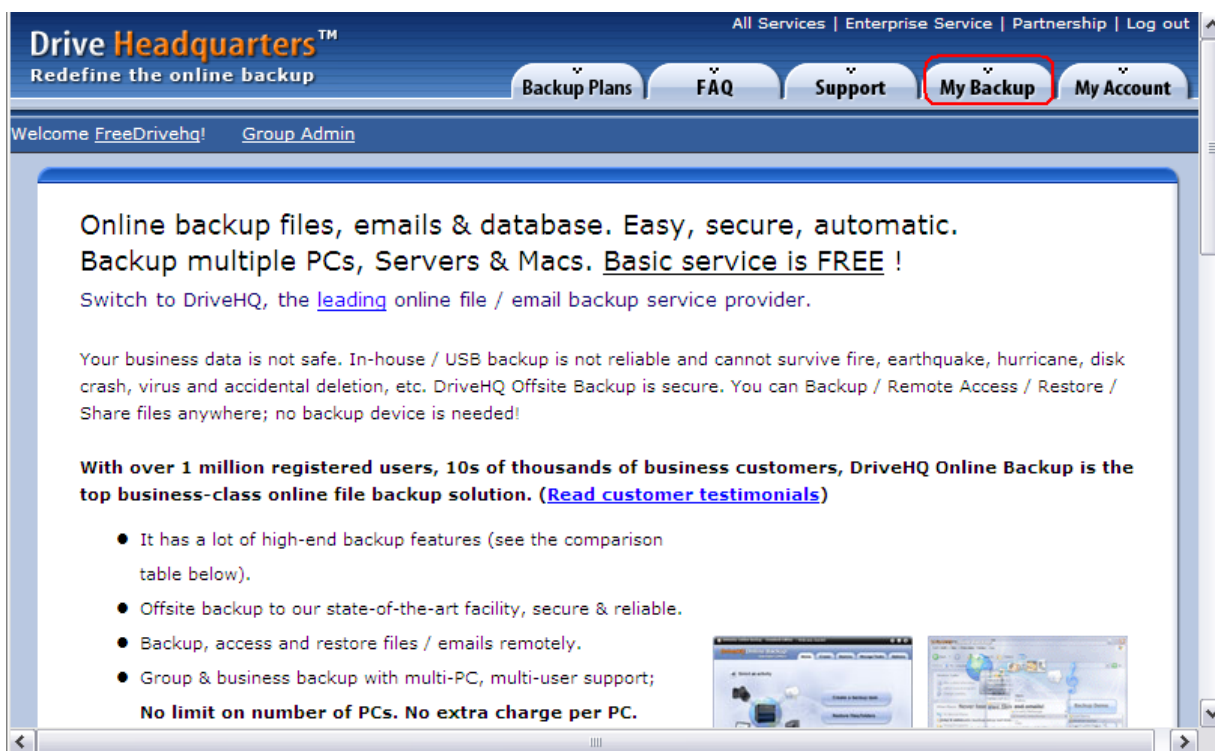 All Services | Enterprise Service | Partnership | Log out
Drive Headquarters™
Redefine the online backup
Backup Plans FAQ Support My Backup My Account
Welcome FreeDrivehq! Group Admin
Online backup files, emails & database. Easy, secure, automatic.
Backup multiple PCs, Servers & Macs. Basic service is FREE !
Switch to DriveHQ, the leading online file / email backup service provider.
Your business data is not safe. In-house / USB backup is not reliable and cannot survive fire, earthquake, hurricane, disk
crash, virus and accidental deletion, etc. DriveHQ Offsite Backup is secure. You can Backup / Remote Access / Restore /
Share files anywhere; no backup device is needed!
With over 1 million registered users, 10s of thousands of business customers, DriveHQ Online Backup is the
top business-class online file backup solution. (Read customer testimonials)
It has a lot of high-end backup features (see the comparison
table below).
Offsite backup to our state-of-the-art facility, secure & reliable.
Backup, access and restore files / emails remotely.
Group & business backup with multi-PC, multi-user support;
No limit on number of PCs. No extra charge per PC.